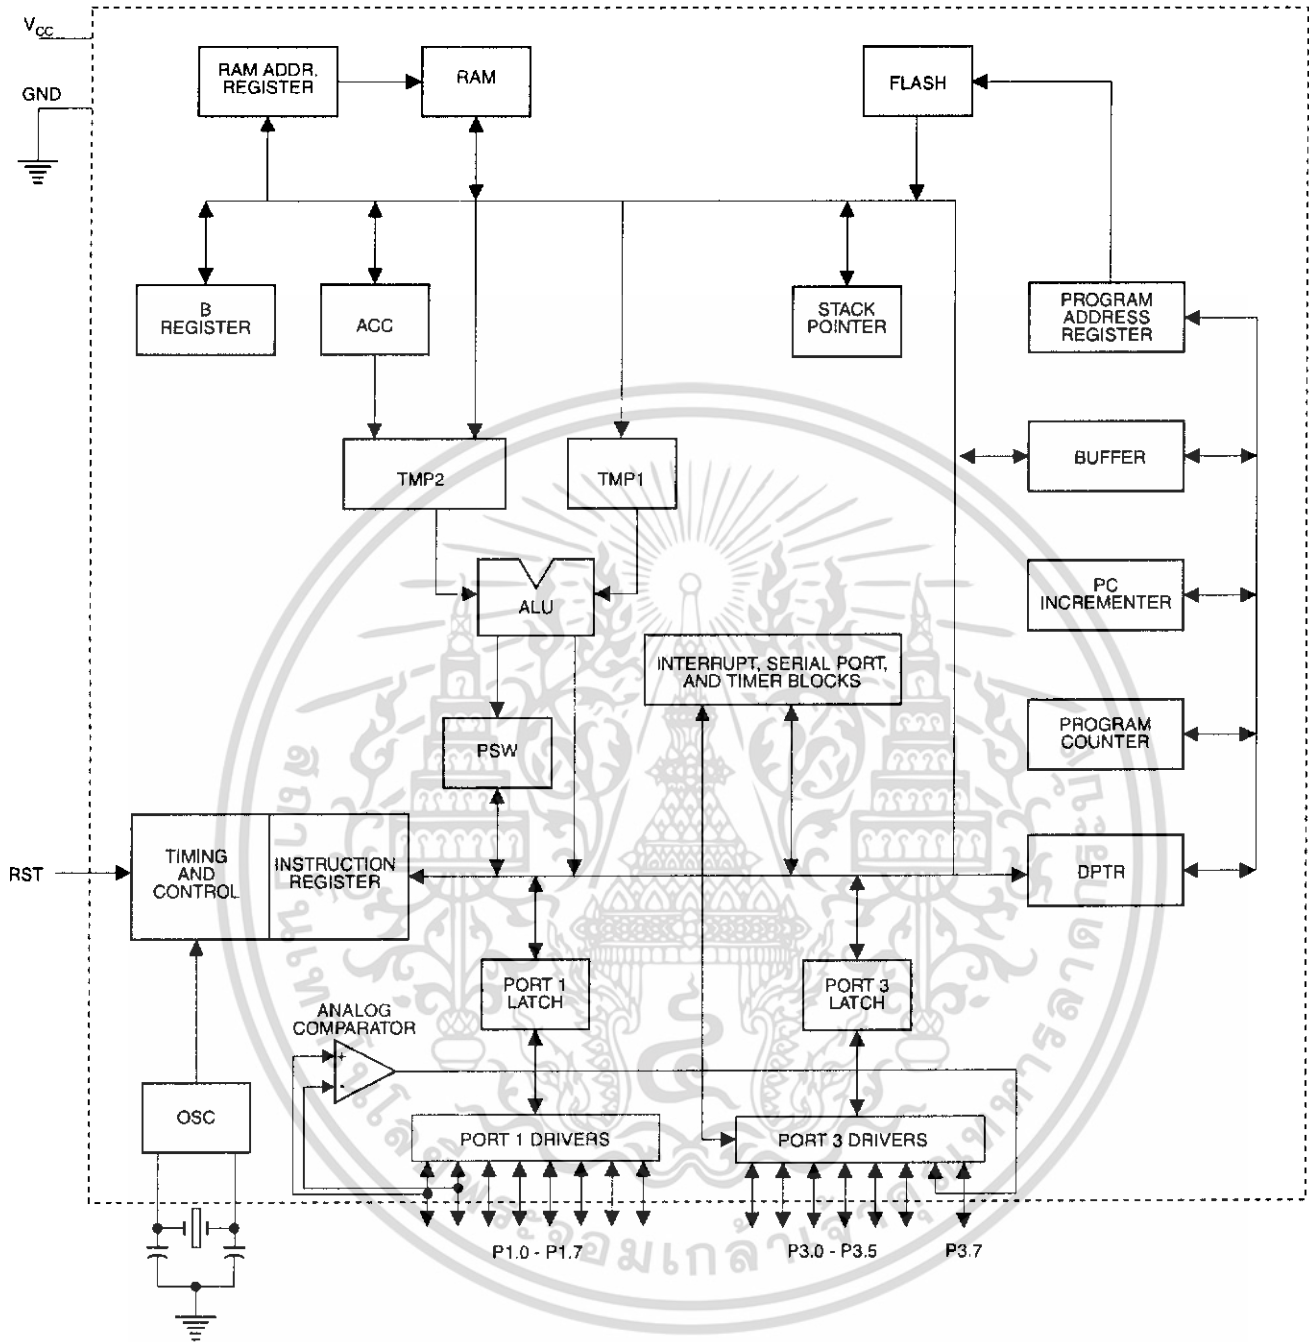 VCC
GND
RAM ADDR.
REGISTER
RAM
FLASH
B
REGISTER
ACC
STACK
POINTER
PROGRAM
ADDRESS
REGISTER
TMP2
TMP1
BUFFER
ALU
PC
INCREMENTER
INTERRUPT, SERIAL PORT,
AND TIMER BLOCKS
PSW
PROGRAM
COUNTER
RST
TIMING
AND
CONTROL
INSTRUCTION
REGISTER
DPTR
PORT 1
LATCH
PORT 3
LATCH
ANALOG
COMPARATOR
+
-
OSC
PORT 1 DRIVERS
PORT 3 DRIVERS
P1.0 - P1.7
P3.0 - P3.5
P3.7